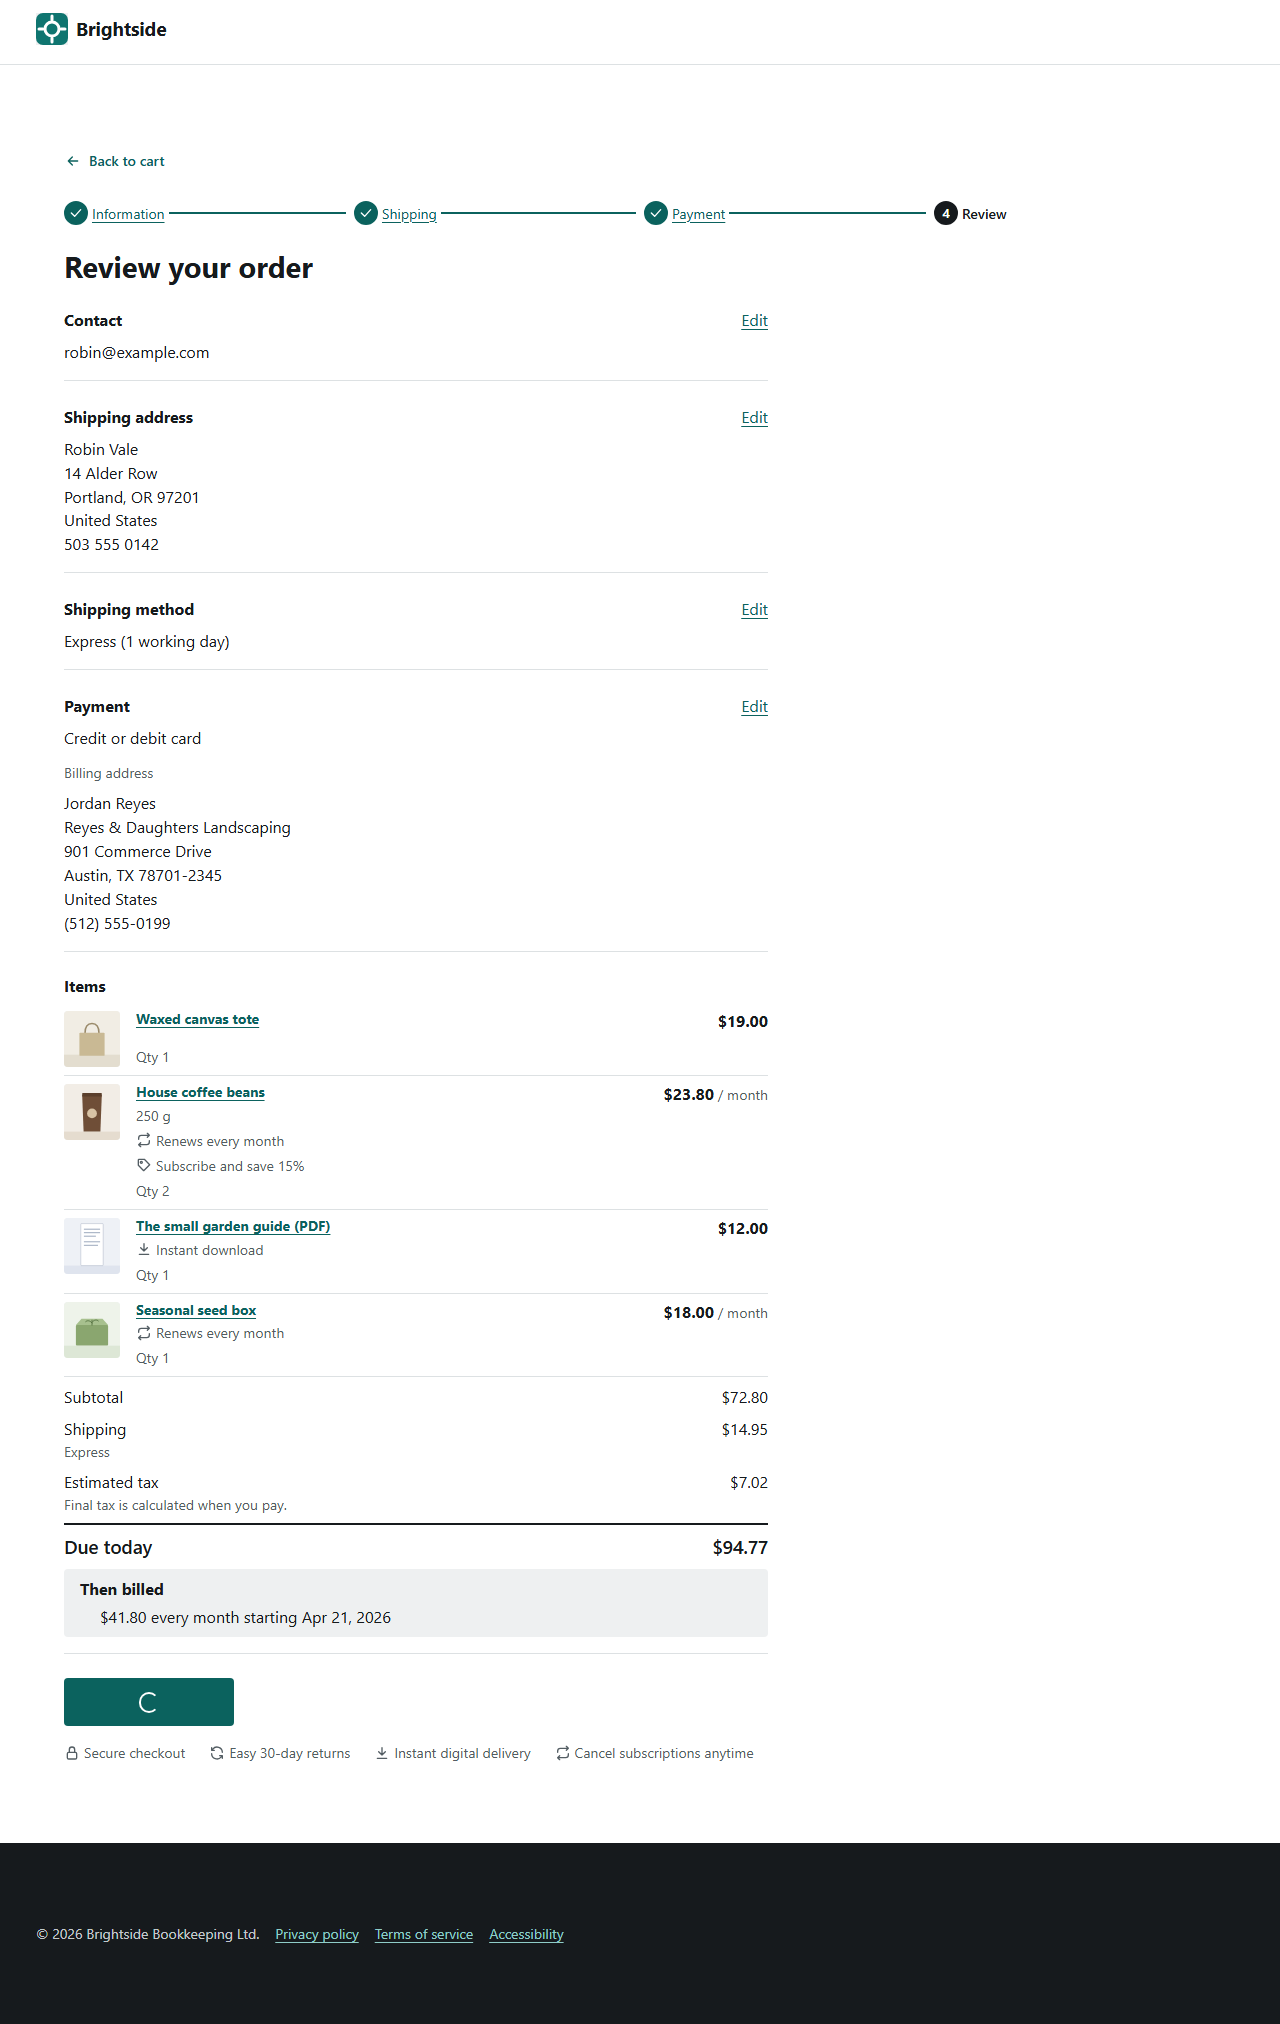 Brightside
Back to cart
Information
Shipping
Payment
4 Review
Review your order
Contact
Edit
robin@example.com
Shipping address
Edit
Robin Vale
14 Alder Row
Portland, OR 97201
United States
503 555 0142
Shipping method
Edit
Express (1 working day)
Payment
Edit
Credit or debit card
Billing address
Jordan Reyes
Reyes & Daughters Landscaping
901 Commerce Drive
Austin, TX 78701-2345
United States
(512) 555-0199
Items
Waxed canvas tote
$19.00
Qty 1
House coffee beans
$23.80 / month
250 g
Renews every month
Subscribe and save 15%
Qty 2
The small garden guide (PDF)
$12.00
Instant download
Qty 1
Seasonal seed box
$18.00 / month
Renews every month
Qty 1
Subtotal
$72.80
Shipping
$14.95
Express
Estimated tax
$7.02
Final tax is calculated when you pay.
Due today
$94.77
Then billed
$41.80 every month starting Apr 21, 2026
Secure checkout
Easy 30-day returns
Instant digital delivery
Cancel subscriptions anytime
© 2026 Brightside Bookkeeping Ltd.
Privacy policy
Terms of service
Accessibility